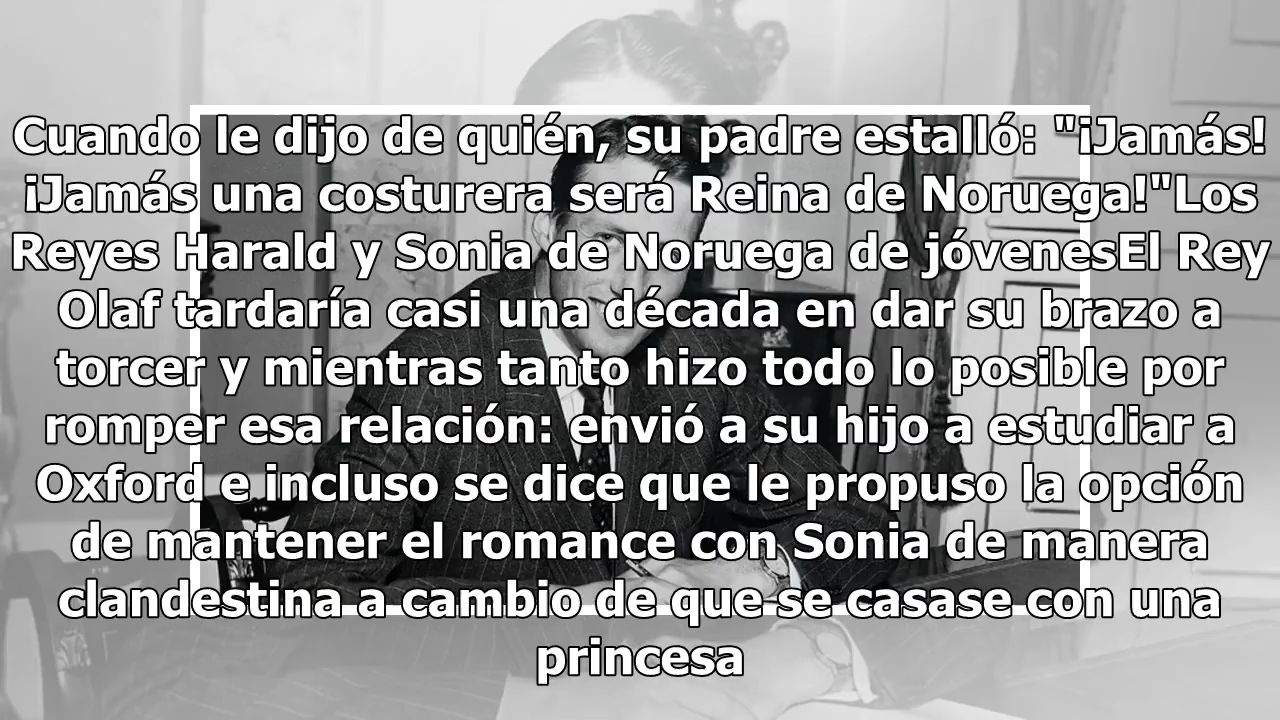 Cuando le dijo de quién, su padre estalló: "¡Jamás!
¡Jamás una costurera será Reina de Noruega!"Los
Reyes Harald y Sonia de Noruega de jóvenesEl Rey
Olaf tardaría casi una década en dar su brazo a
torcer y mientras tanto hizo todo lo posible por
romper esa relación: envió a su hijo a estudiar a
Oxford e incluso se dice que le propuso la opción
de mantener el romance con Sonia de manera
clandestina a cambio de que se casase con una
princesa